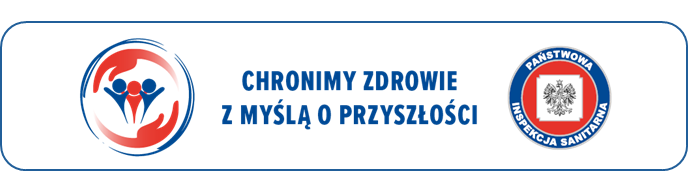 CHRONIMY ZDROWIE
Z MYŚLĄ O PRZYSZŁOŚCI
PAŃSTWOWA
INSPEKCJA SANITARNA